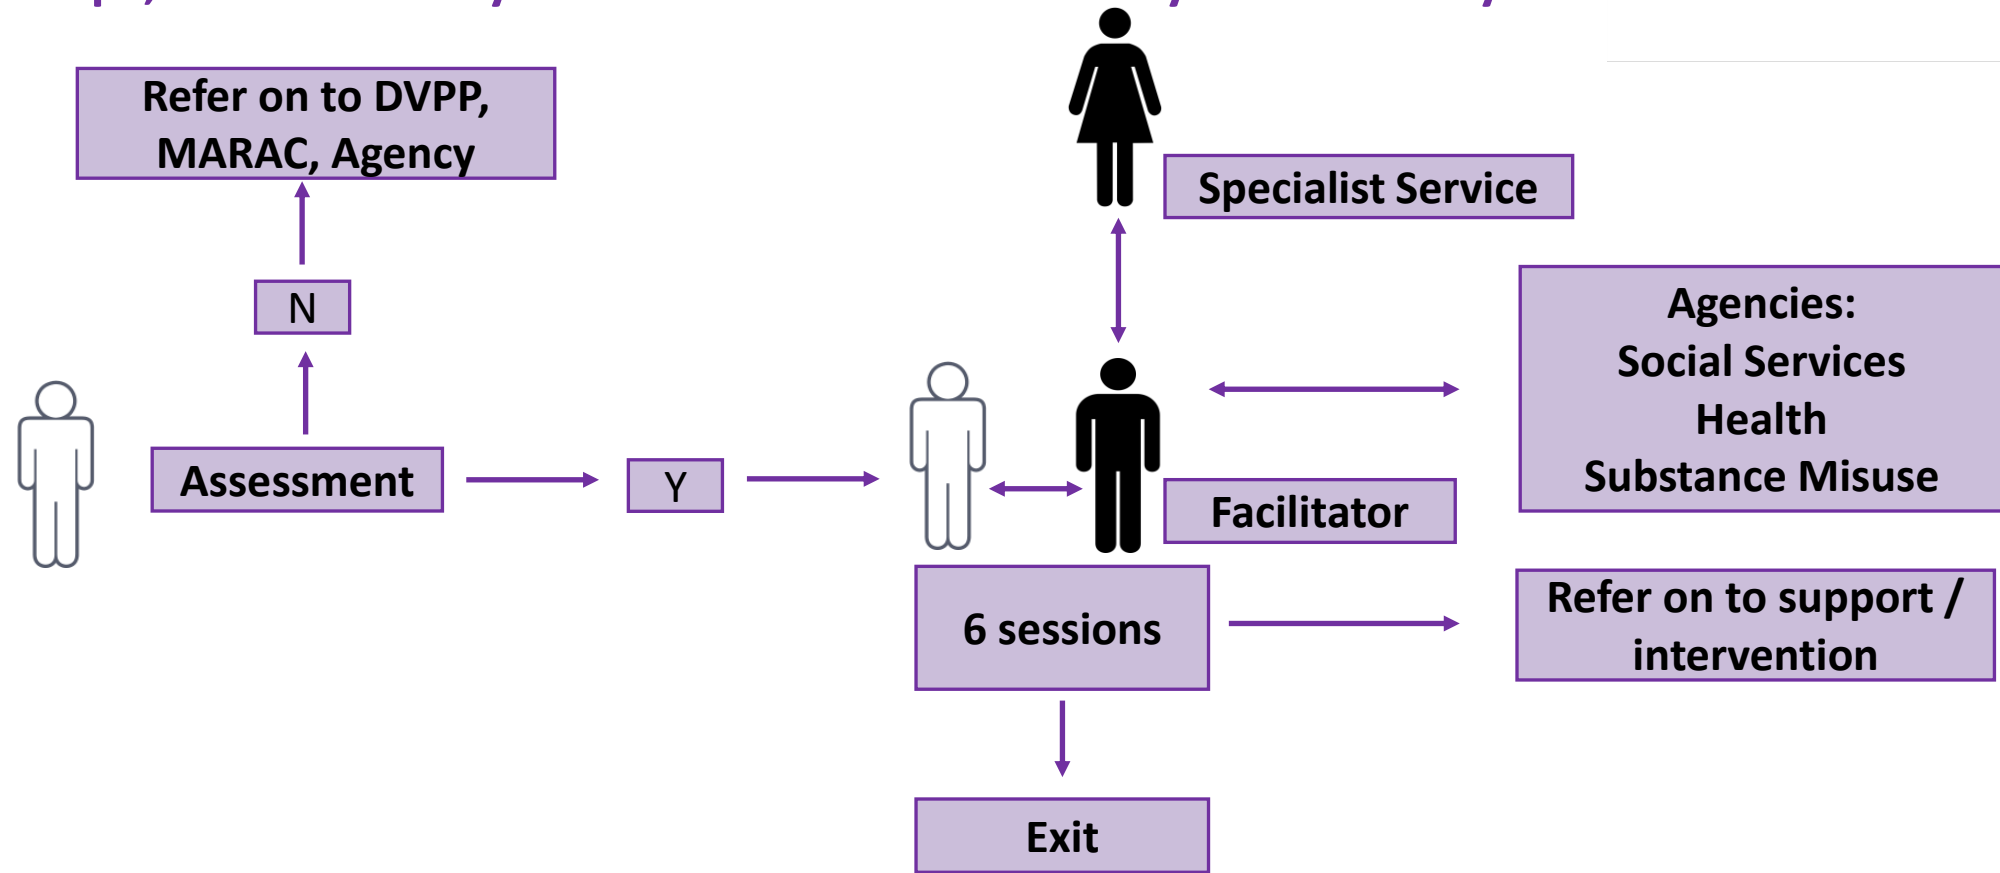 Refer on to DVPP,
MARAC, Agency
Specialist Service
N
Agencies:
Social Services
Health
Substance Misuse
Assessment
Y
Facilitator
6 sessions
Refer on to support /
intervention
Exit